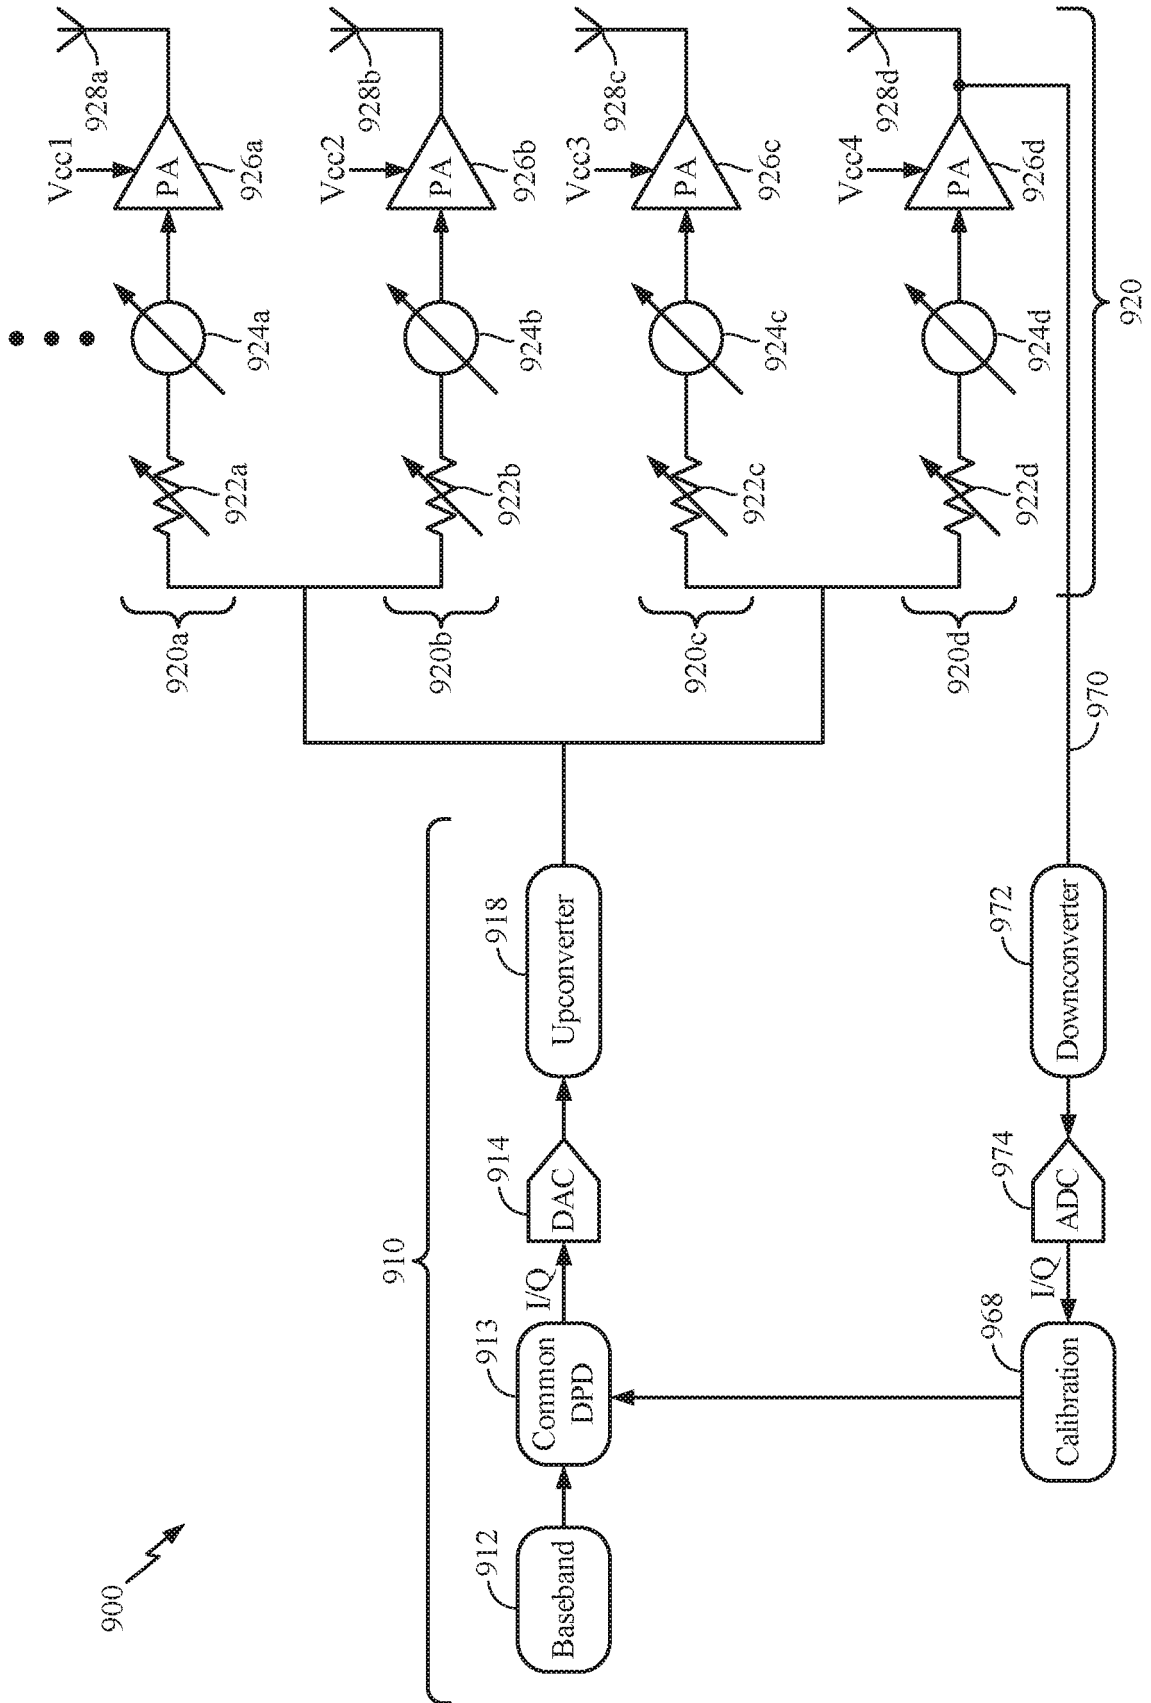 900
910
912
Baseband
913
Common
DPD
I/Q
914
DAC
918
Upconverter
920a
922a
924a
Vcc1
PA
926a
928a
920b
922b
924b
Vcc2
PA
926b
928b
920c
922c
924c
Vcc3
PA
926c
928c
920d
922d
924d
Vcc4
PA
926d
928d
920
970
972
Downconverter
974
ADC
I/Q
968
Calibration